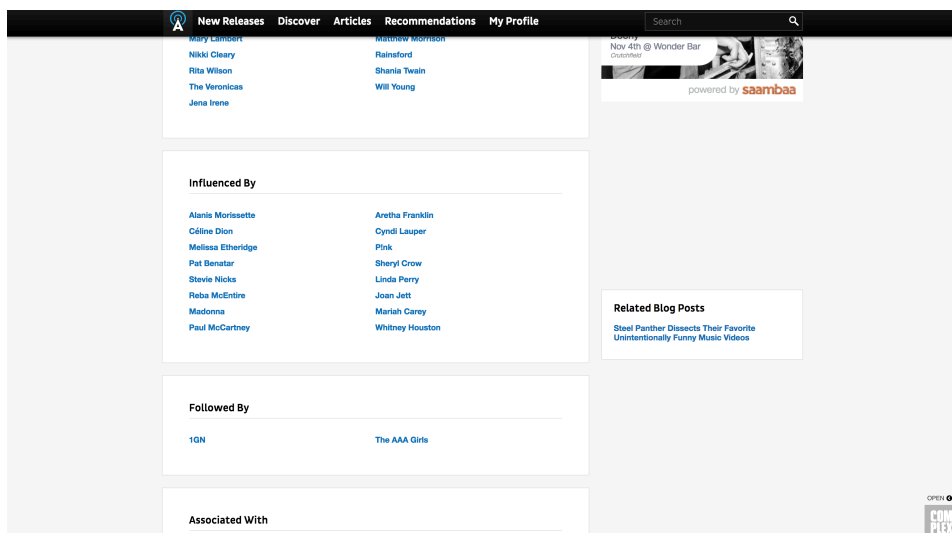 New Releases Discover Articles Recommendations My Profile Search
Mary Lambert
Matthew Morrison
Nikki Cleary
Rainsford
Rita Wilson
Shania Twain
The Veronicas
Will Young
Jena Irene
Nov 4th @ Wonder Bar
Crutchfield
powered by saambaa
Influenced By
Alanis Morissette
Aretha Franklin
Céline Dion
Cyndi Lauper
Melissa Etheridge
P!nk
Pat Benatar
Sheryl Crow
Stevie Nicks
Linda Perry
Reba McEntire
Joan Jett
Madonna
Mariah Carey
Paul McCartney
Whitney Houston
Related Blog Posts
Steel Panther Dissects Their Favorite
Unintentionally Funny Music Videos
Followed By
1GN
The AAA Girls
Associated With
OPEN
COM
PLEX